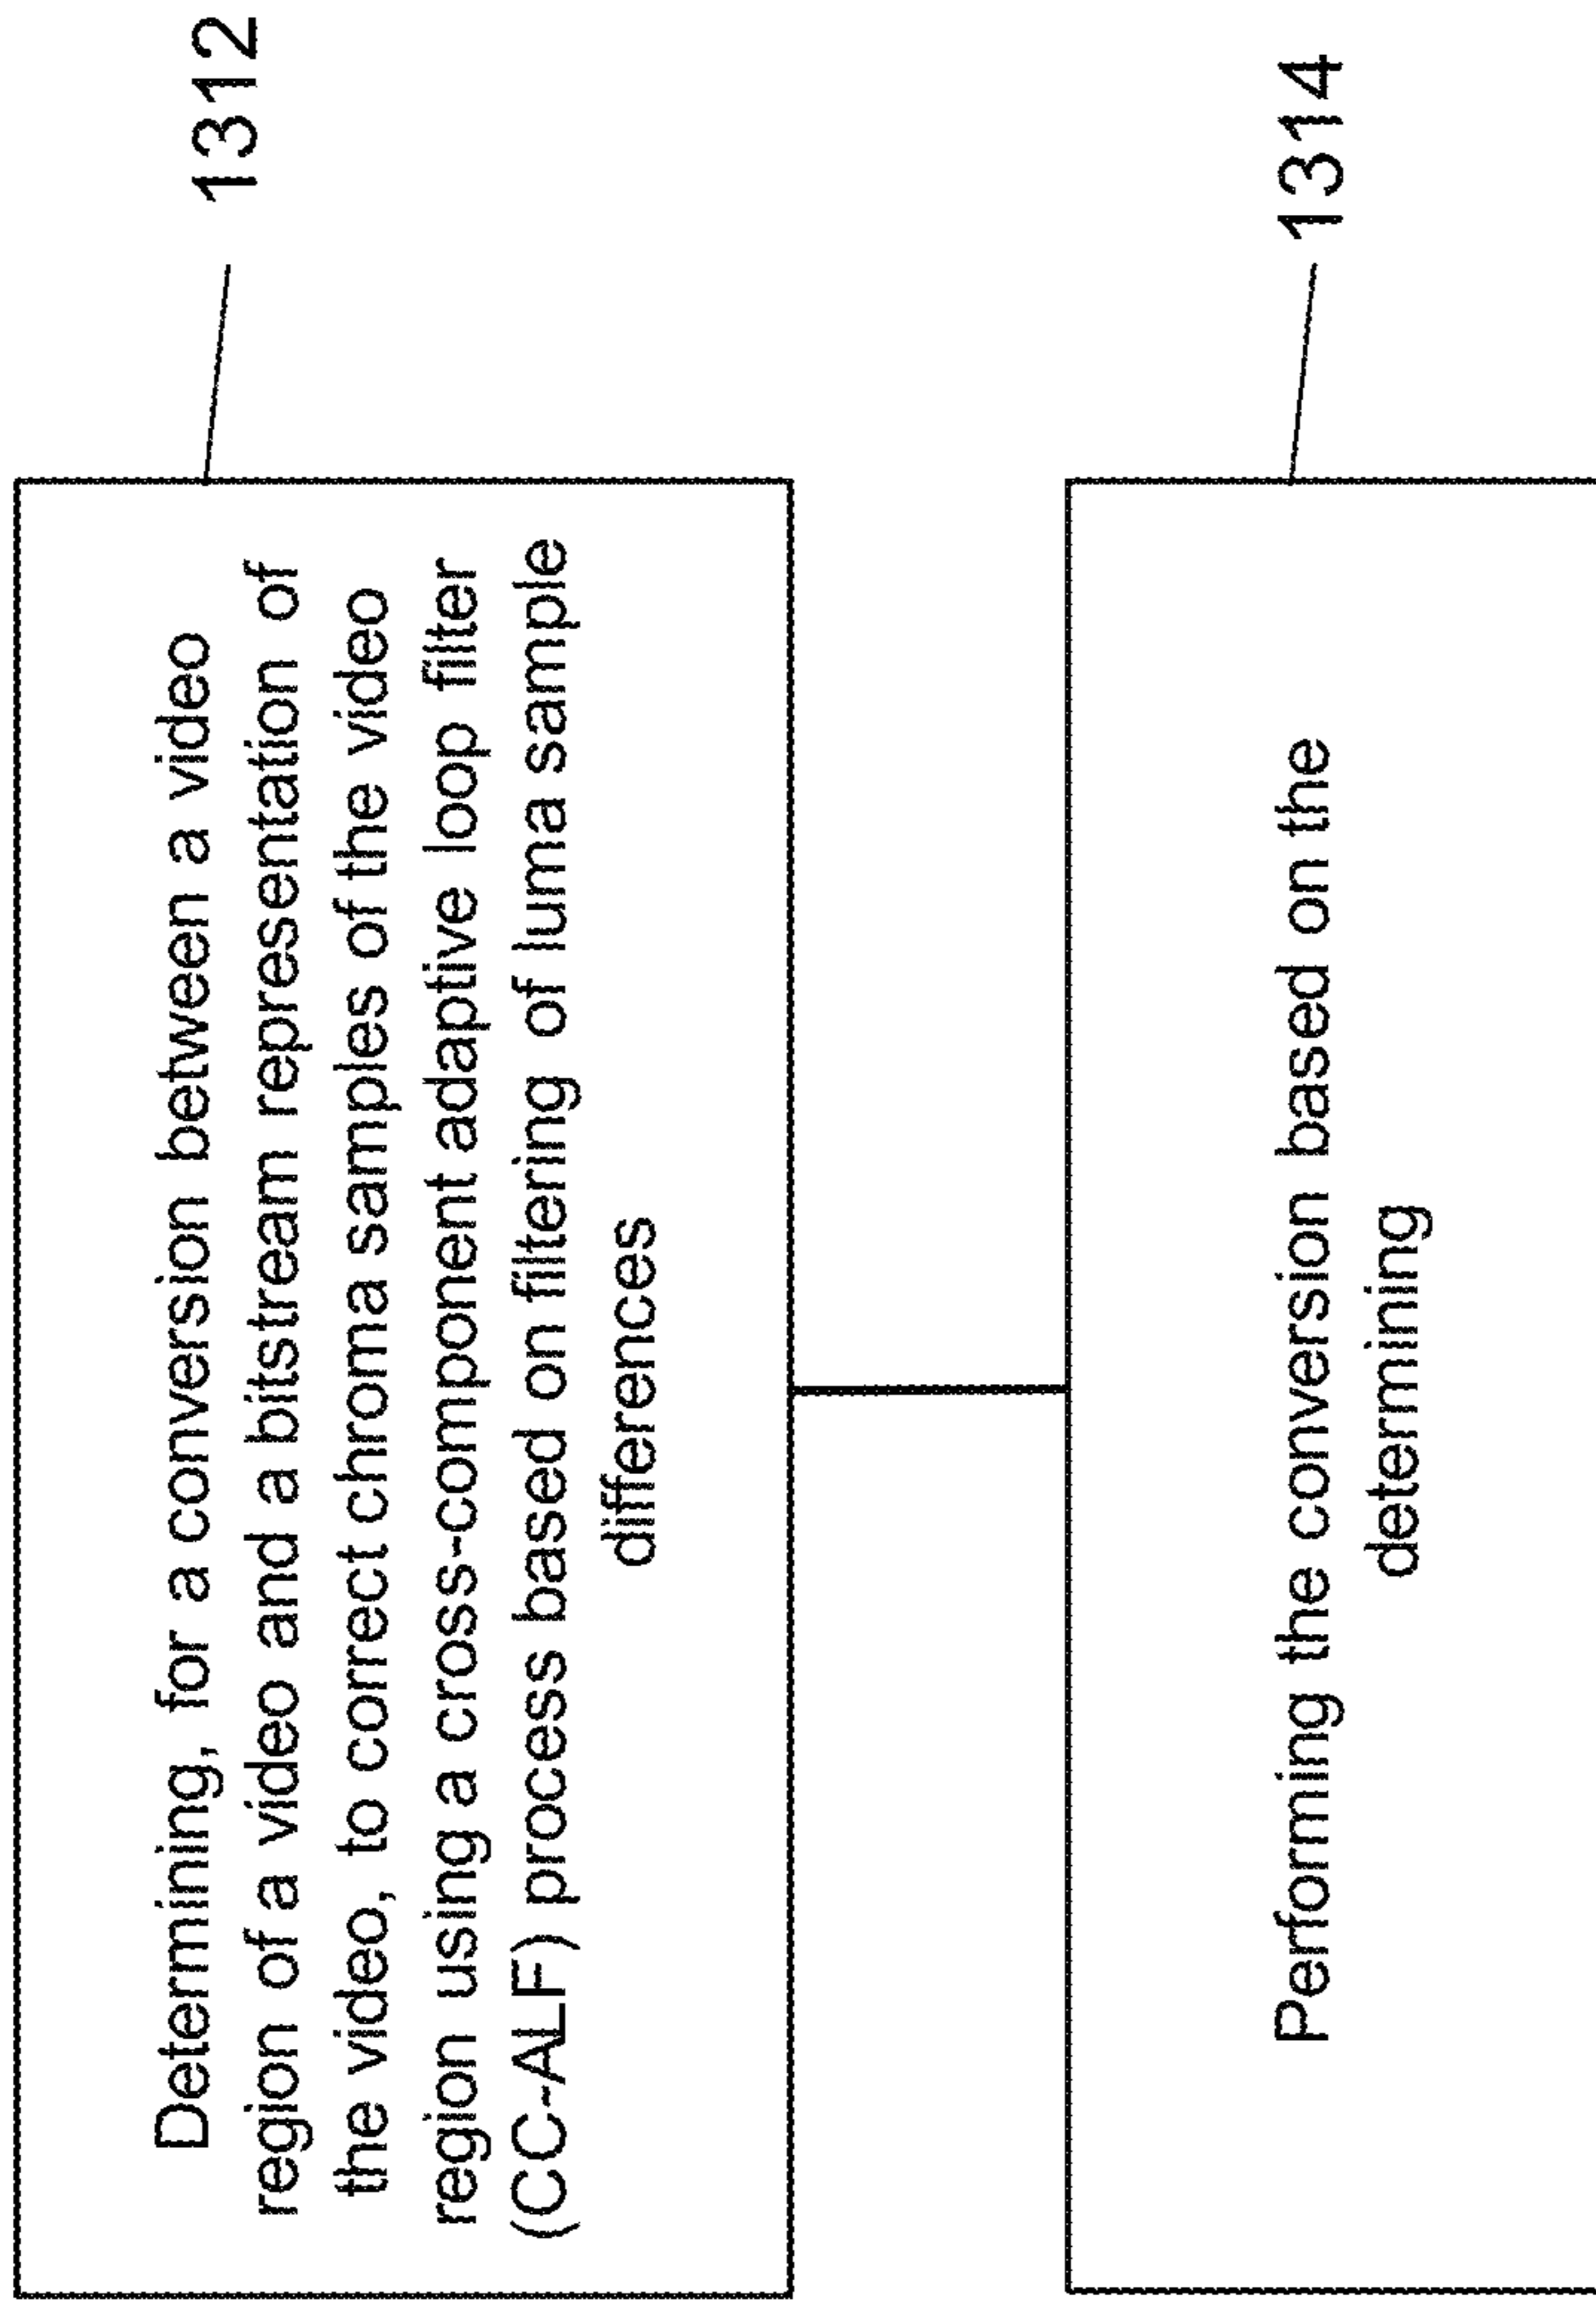 Determining, for a conversion between a video
region of a video and a bitstream representation of
the video, to correct chroma samples of the video
region using a cross-component adaptive loop filter
(CC-ALF) process based on filtering of luma sample
differences
1312
Performing the conversion based on the
determining
1314